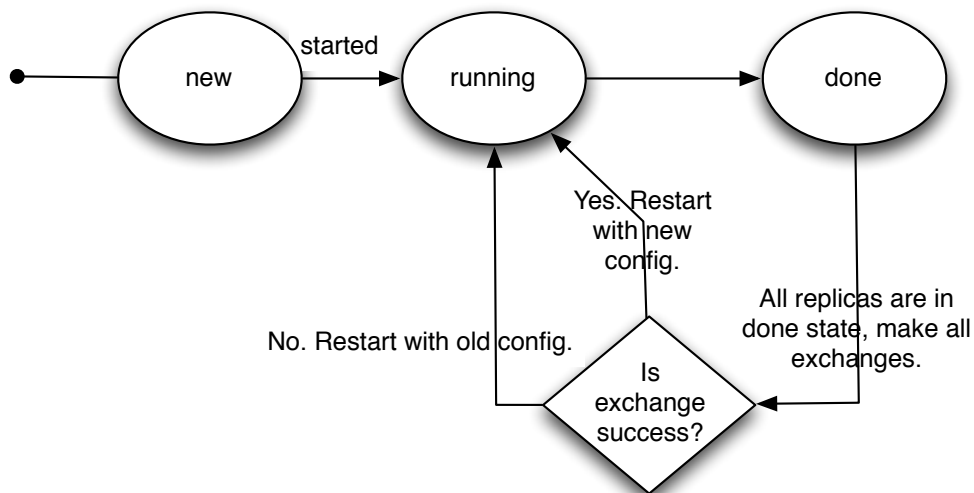 started
new
running
done
Yes. Restart
with new
config.
All replicas are in
done state, make all
exchanges.
No. Restart with old config.
Is
exchange
success?